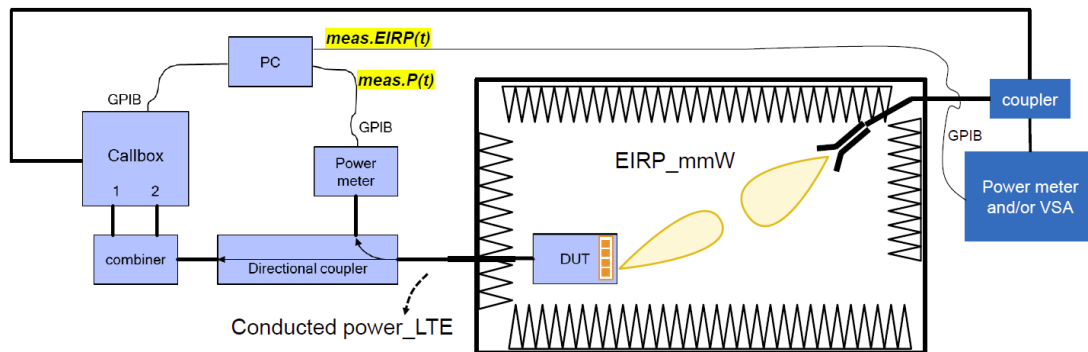 meas.EIRP(t)
PC
meas.P(t)
GPIB
GPIB
coupler
GPIB
Callbox
1 2
Power
meter
EIRP_mmW
Power meter
and/or VSA
combiner
Directional coupler
DUT
Conducted power_LTE